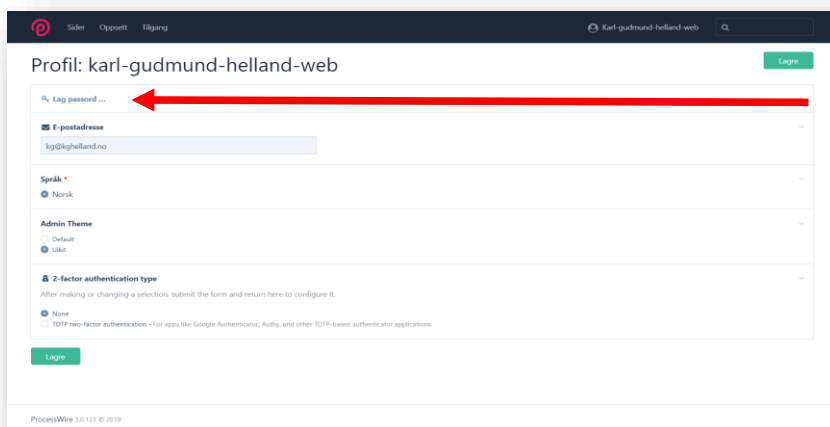 Sider Oppsett Tilgang Karl-gudmund-helland-web
Profil: karl-gudmund-helland-web
Lagre
Lag passord ...
E-postadresse
kg@kghelland.no
Språk *
Norsk
Admin Theme
Default
Uikit
2-factor authentication type
After making or changing a selection, submit the form and return here to configure it.
None
TOTP two-factor authentication • For apps like Google Authenticator, Authy, and other TOTP-based authenticator applications.
Lagre
ProcessWire 3.0.123 © 2019